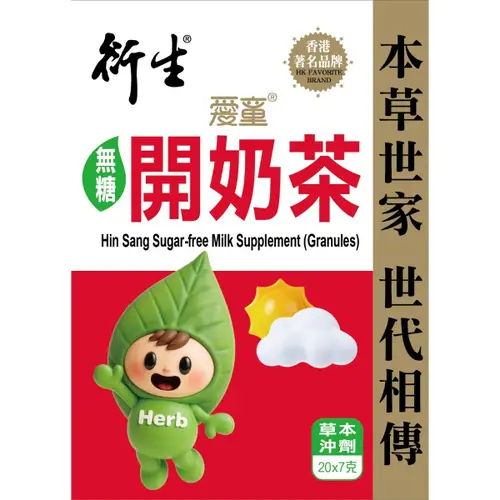 衍生®
香港
著名品牌
HK FAVORITE
BRAND
愛童®
無糖
開奶茶
Hin Sang Sugar-free Milk Supplement (Granules)
本草世家 世代相傳
Herb
草本
沖劑
20x7克